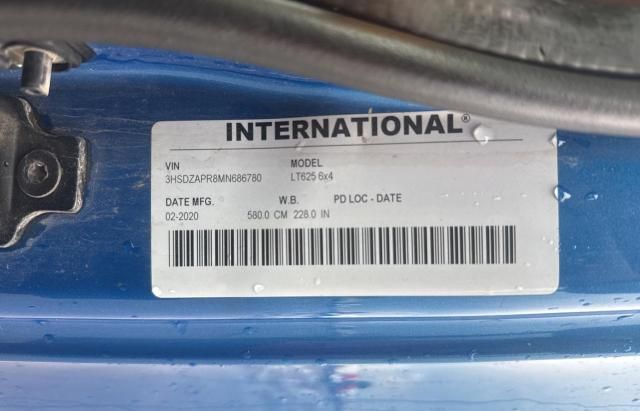 INTERNATIONAL®
VIN MODEL
3HSDZAPR8MN686780 LT625 6x4
DATE MFG. W.B. PD LOC - DATE
02-2020 580.0 CM 228.0 IN